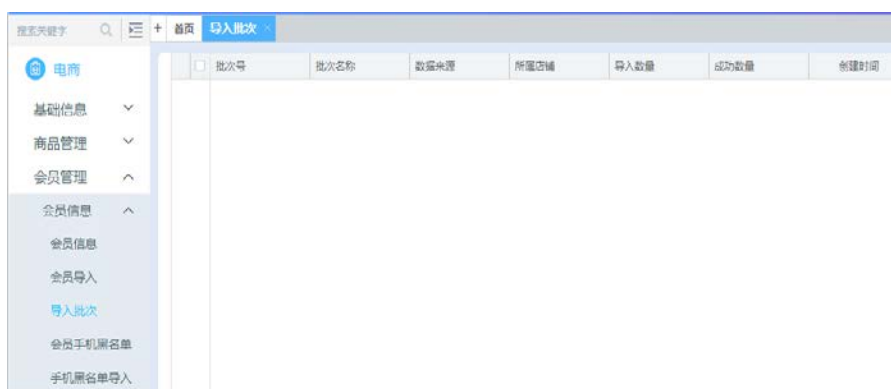 搜索关键字
+ 首页 导入批次 ×
电商
批次号 批次名称 数据来源 所属店铺 导入数量 成功数量 创建时间
基础信息
商品管理
会员管理
会员信息
会员信息
会员导入
导入批次
会员手机黑名单
手机黑名单导入